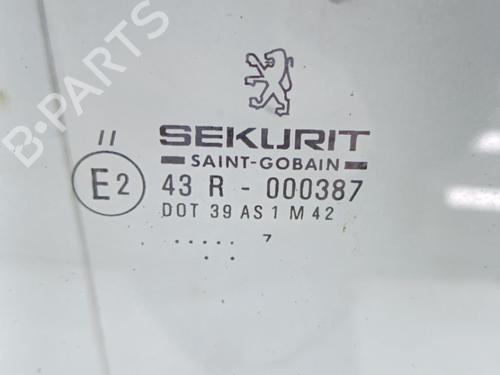 B-PARTS
SEKURIT
SAINT-GOBAIN
II
E2
43 R - 000387
DOT 39 AS 1 M 42
..... 7
.....